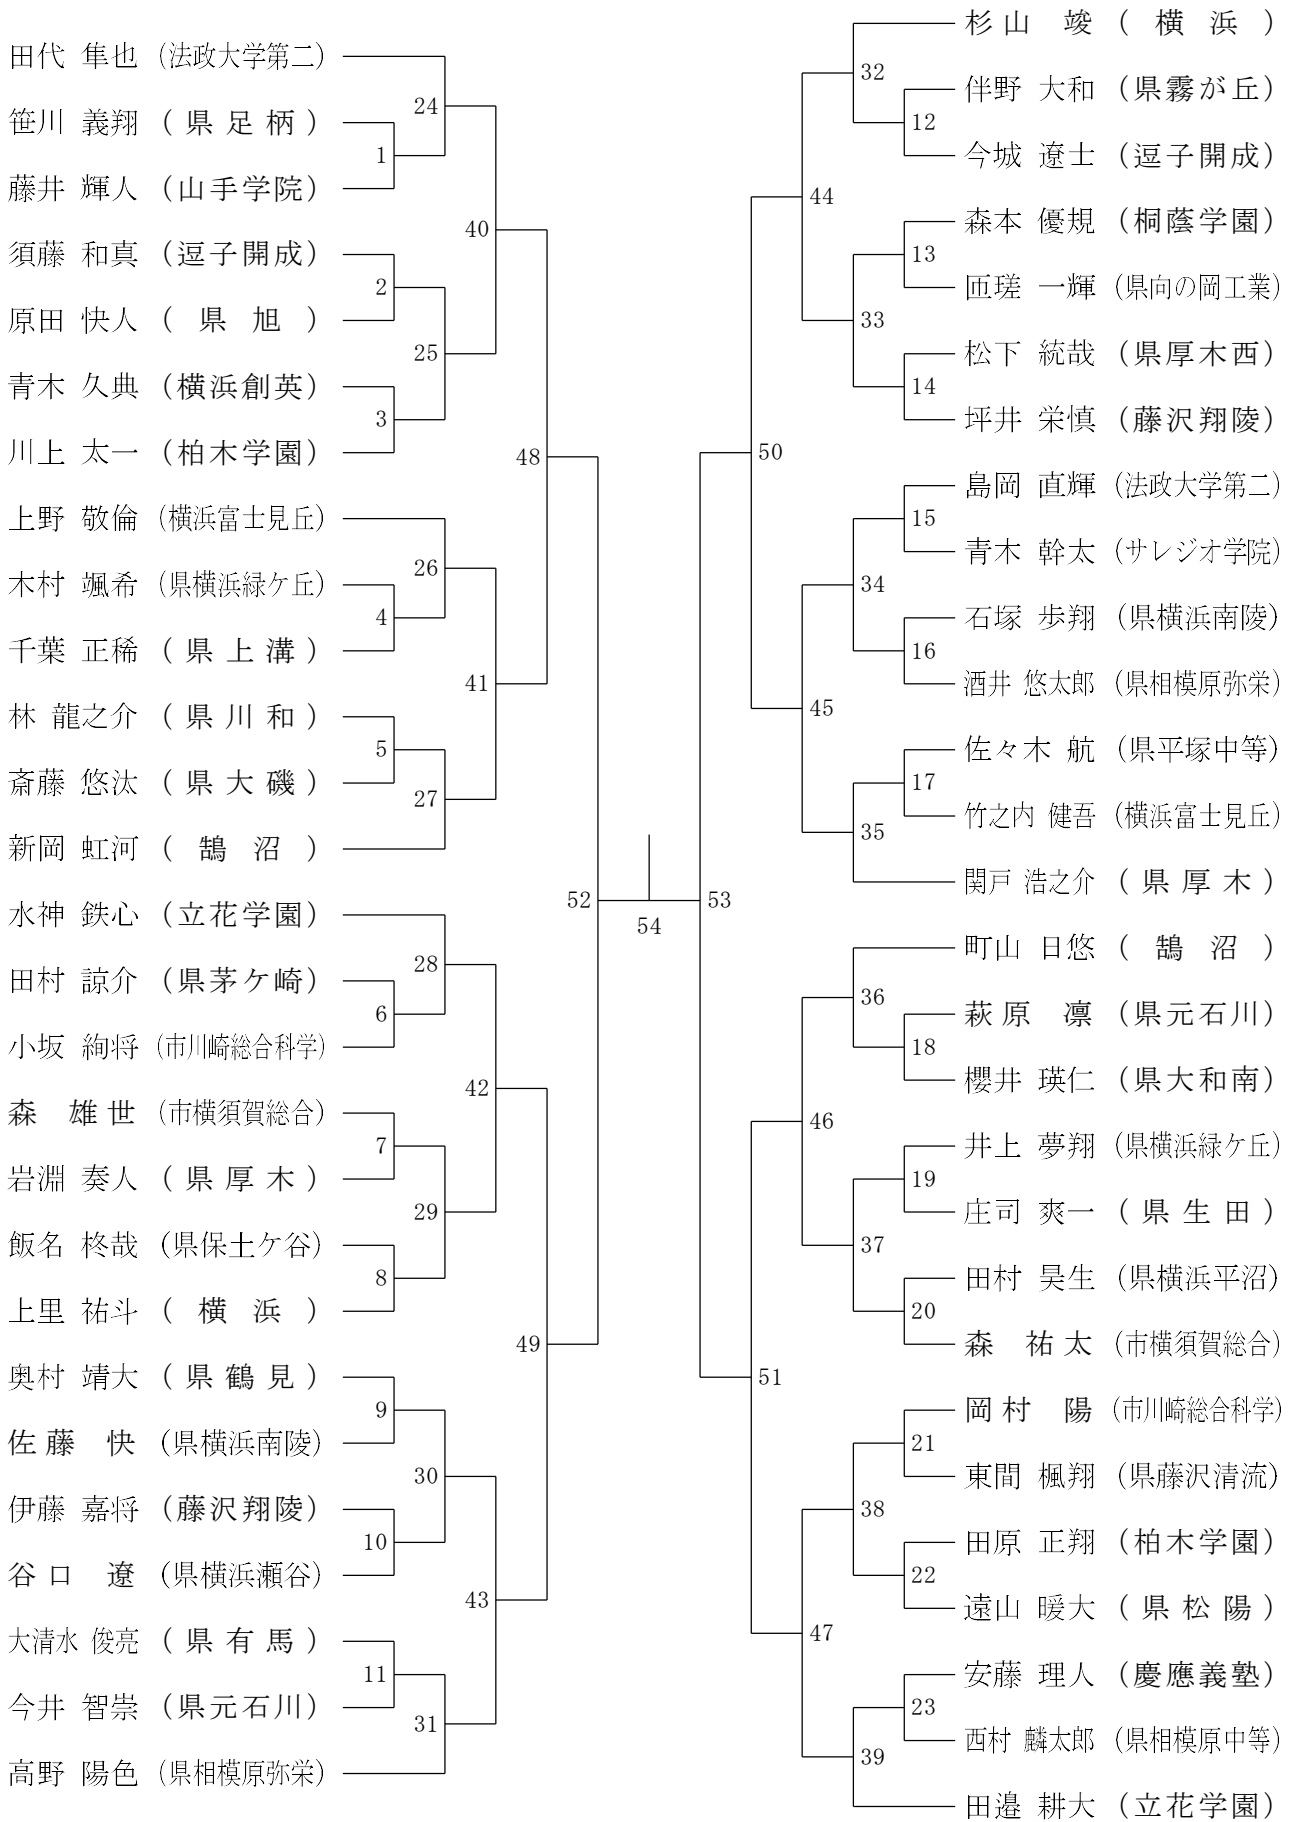 田代 隼也 (法政大学第二)
笹川 義翔 (県足柄)
藤井 輝人 (山手学院)
須藤 和真 (逗子開成)
原田 快人 (県旭)
青木 久典 (横浜創英)
川上 太一 (柏木学園)
上野 敬倫 (横浜富士見丘)
木村 颯希 (県横浜緑ケ丘)
千葉 正稀 (県上溝)
林 龍之介 (県川和)
斎藤 悠汰 (県大磯)
新岡 虹河 (鵠沼)
水神 鉄心 (立花学園)
田村 諒介 (県茅ケ崎)
小坂 絢将 (市川崎総合科学)
森 雄世 (市横須賀総合)
岩淵 奏人 (県厚木)
飯名 柊哉 (県保土ケ谷)
上里 祐斗 (横浜)
奥村 靖大 (県鶴見)
佐藤 快 (県横浜南陵)
伊藤 嘉将 (藤沢翔陵)
谷口 遼 (県横浜瀬谷)
大清水 俊亮 (県有馬)
今井 智崇 (県元石川)
高野 陽色 (県相模原弥栄)
1
2
3
4
5
6
7
8
9
10
11
24
25
26
27
28
29
30
31
40
41
42
43
48
49
52
54
53
50
51
44
45
46
47
32
33
34
35
36
37
38
39
12
13
14
15
16
17
18
19
20
21
22
23
杉山 竣 (横浜)
伴野 大和 (県霧が丘)
今城 遼士 (逗子開成)
森本 優規 (桐蔭学園)
匝瑳 一輝 (県向の岡工業)
松下 統哉 (県厚木西)
坪井 栄慎 (藤沢翔陵)
島岡 直輝 (法政大学第二)
青木 幹太 (サレジオ学院)
石塚 歩翔 (県横浜南陵)
酒井 悠太郎 (県相模原弥栄)
佐々木 航 (県平塚中等)
竹之内 健吾 (横浜富士見丘)
関戸 浩之介 (県厚木)
町山 日悠 (鵠沼)
萩原 凛 (県元石川)
櫻井 瑛仁 (県大和南)
井上 夢翔 (県横浜緑ケ丘)
庄司 爽一 (県生田)
田村 昊生 (県横浜平沼)
森 祐太 (市横須賀総合)
岡村 陽 (市川崎総合科学)
東間 楓翔 (県藤沢清流)
田原 正翔 (柏木学園)
遠山 暖大 (県松陽)
安藤 理人 (慶應義塾)
西村 麟太郎 (県相模原中等)
田邉 耕大 (立花学園)